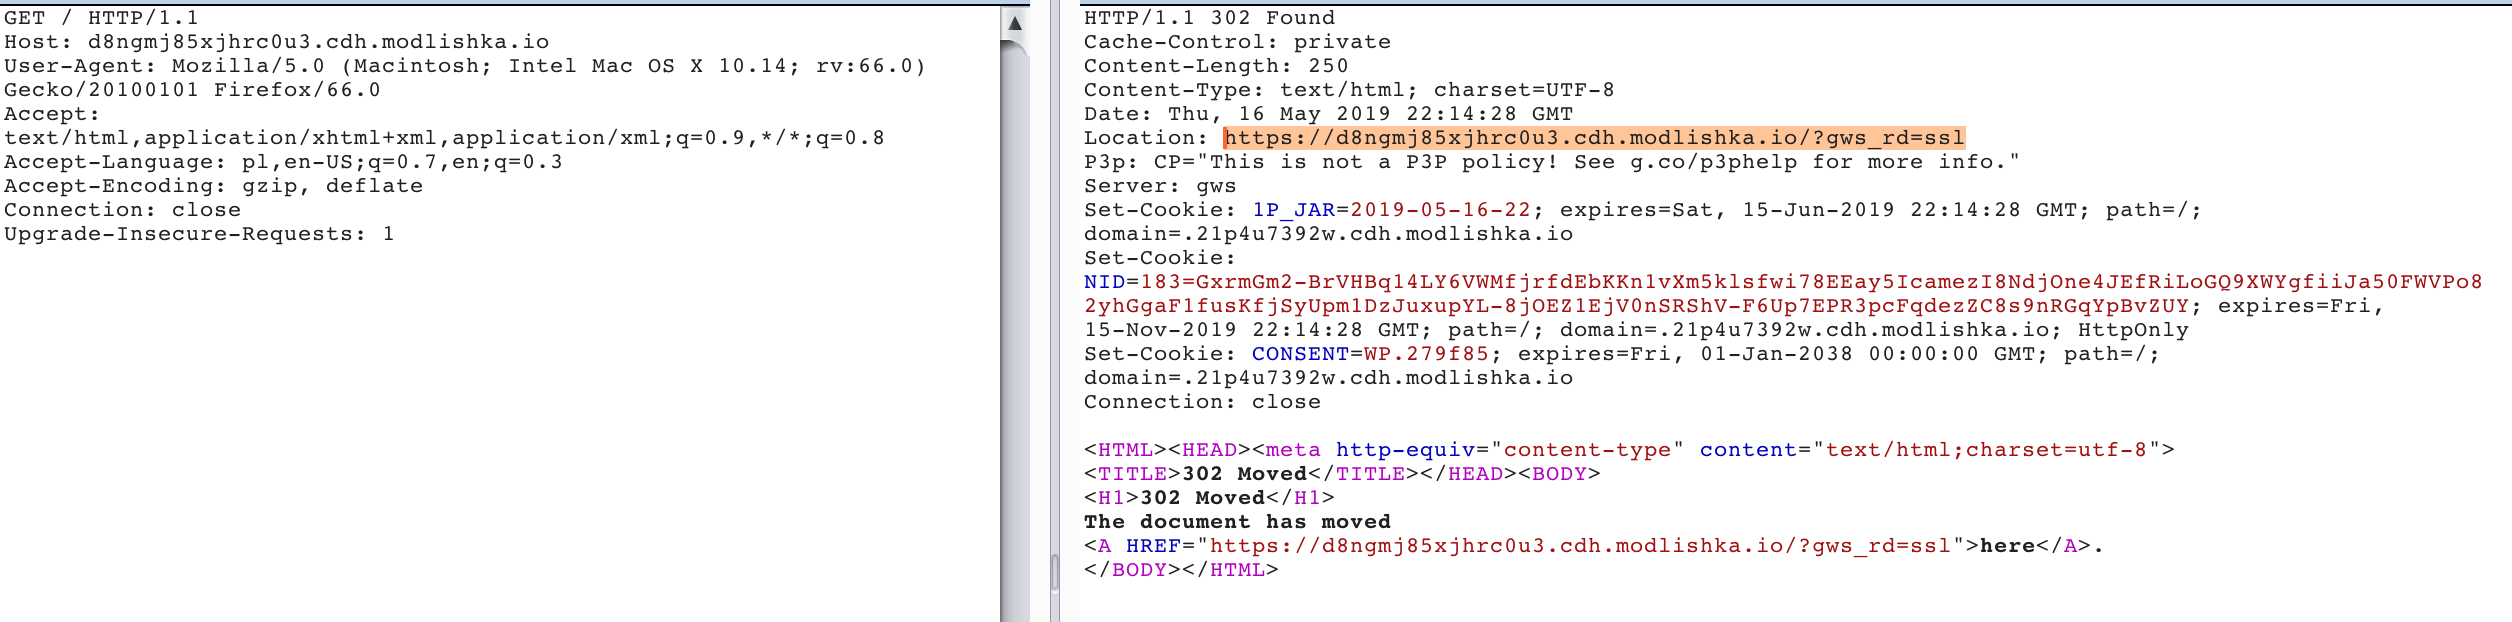 GET / HTTP/1.1
Host: d8ngmj85xjhrc0u3.cdh.modlishka.io
User-Agent: Mozilla/5.0 (Macintosh; Intel Mac OS X 10.14; rv:66.0)
Gecko/20100101 Firefox/66.0
Accept:
text/html,application/xhtml+xml,application/xml;q=0.9,*/*;q=0.8
Accept-Language: pl,en-US;q=0.7,en;q=0.3
Accept-Encoding: gzip, deflate
Connection: close
Upgrade-Insecure-Requests: 1
HTTP/1.1 302 Found
Cache-Control: private
Content-Length: 250
Content-Type: text/html; charset=UTF-8
Date: Thu, 16 May 2019 22:14:28 GMT
Location: https://d8ngmj85xjhrc0u3.cdh.modlishka.io/?gws_rd=ssl
P3p: CP="This is not a P3P policy! See g.co/p3phelp for more info."
Server: gws
Set-Cookie: 1P_JAR=2019-05-16-22; expires=Sat, 15-Jun-2019 22:14:28 GMT; path=/;
domain=.21p4u7392w.cdh.modlishka.io
Set-Cookie:
NID=183=GxrmGm2-BrVHBq14LY6VWMfjrfdEbKKn1vXm5klsfwi78EEay5IcamezI8NdjOne4JEfRiLoGQ9XWYgfiiJa50FWVPo8
2yhGgaF1fusKfjSyUpm1DzJuxupYL-8jOEZ1EjV0nSRShV-F6Up7EPR3pcFqdezZC8s9nRGqYpBvZUY; expires=Fri,
15-Nov-2019 22:14:28 GMT; path=/; domain=.21p4u7392w.cdh.modlishka.io; HttpOnly
Set-Cookie: CONSENT=WP.279f85; expires=Fri, 01-Jan-2038 00:00:00 GMT; path=/;
domain=.21p4u7392w.cdh.modlishka.io
Connection: close
<HTML><HEAD><meta http-equiv="content-type" content="text/html;charset=utf-8">
<TITLE>302 Moved</TITLE></HEAD><BODY>
<H1>302 Moved</H1>
The document has moved
<A HREF="https://d8ngmj85xjhrc0u3.cdh.modlishka.io/?gws_rd=ssl">here</A>.
</BODY></HTML>